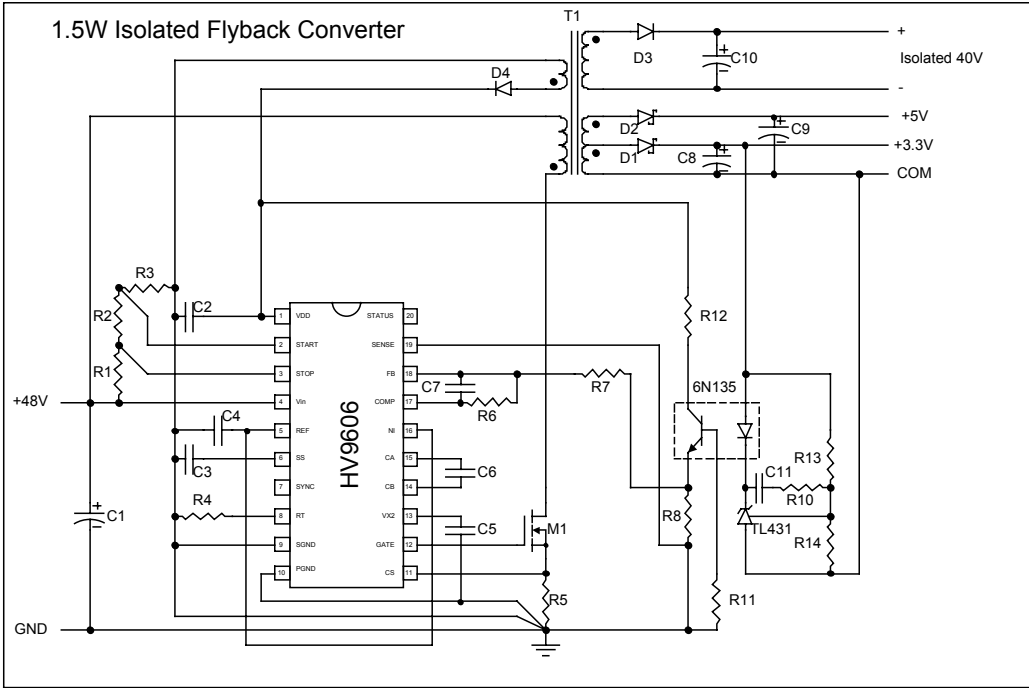 1.5W Isolated Flyback Converter
T1
+
D3
C10
Isolated 40V
-
D4
+5V
D2
C9
+3.3V
D1
C8
COM
R3
C2
R2
R1
+48V
C4
C3
R4
C1
GND
HV9606
1 VDD
2 START
3 STOP
4 Vin
5 REF
6 SS
7 SYNC
8 RT
9 SGND
10 PGND
STATUS 20
SENSE 19
FB 18
COMP 17
NI 16
CA 15
CB 14
VX2 13
GATE 12
CS 11
C7
R6
R7
C6
C5
M1
R5
R12
6N135
R8
R11
C11
R10
R13
TL431
R14